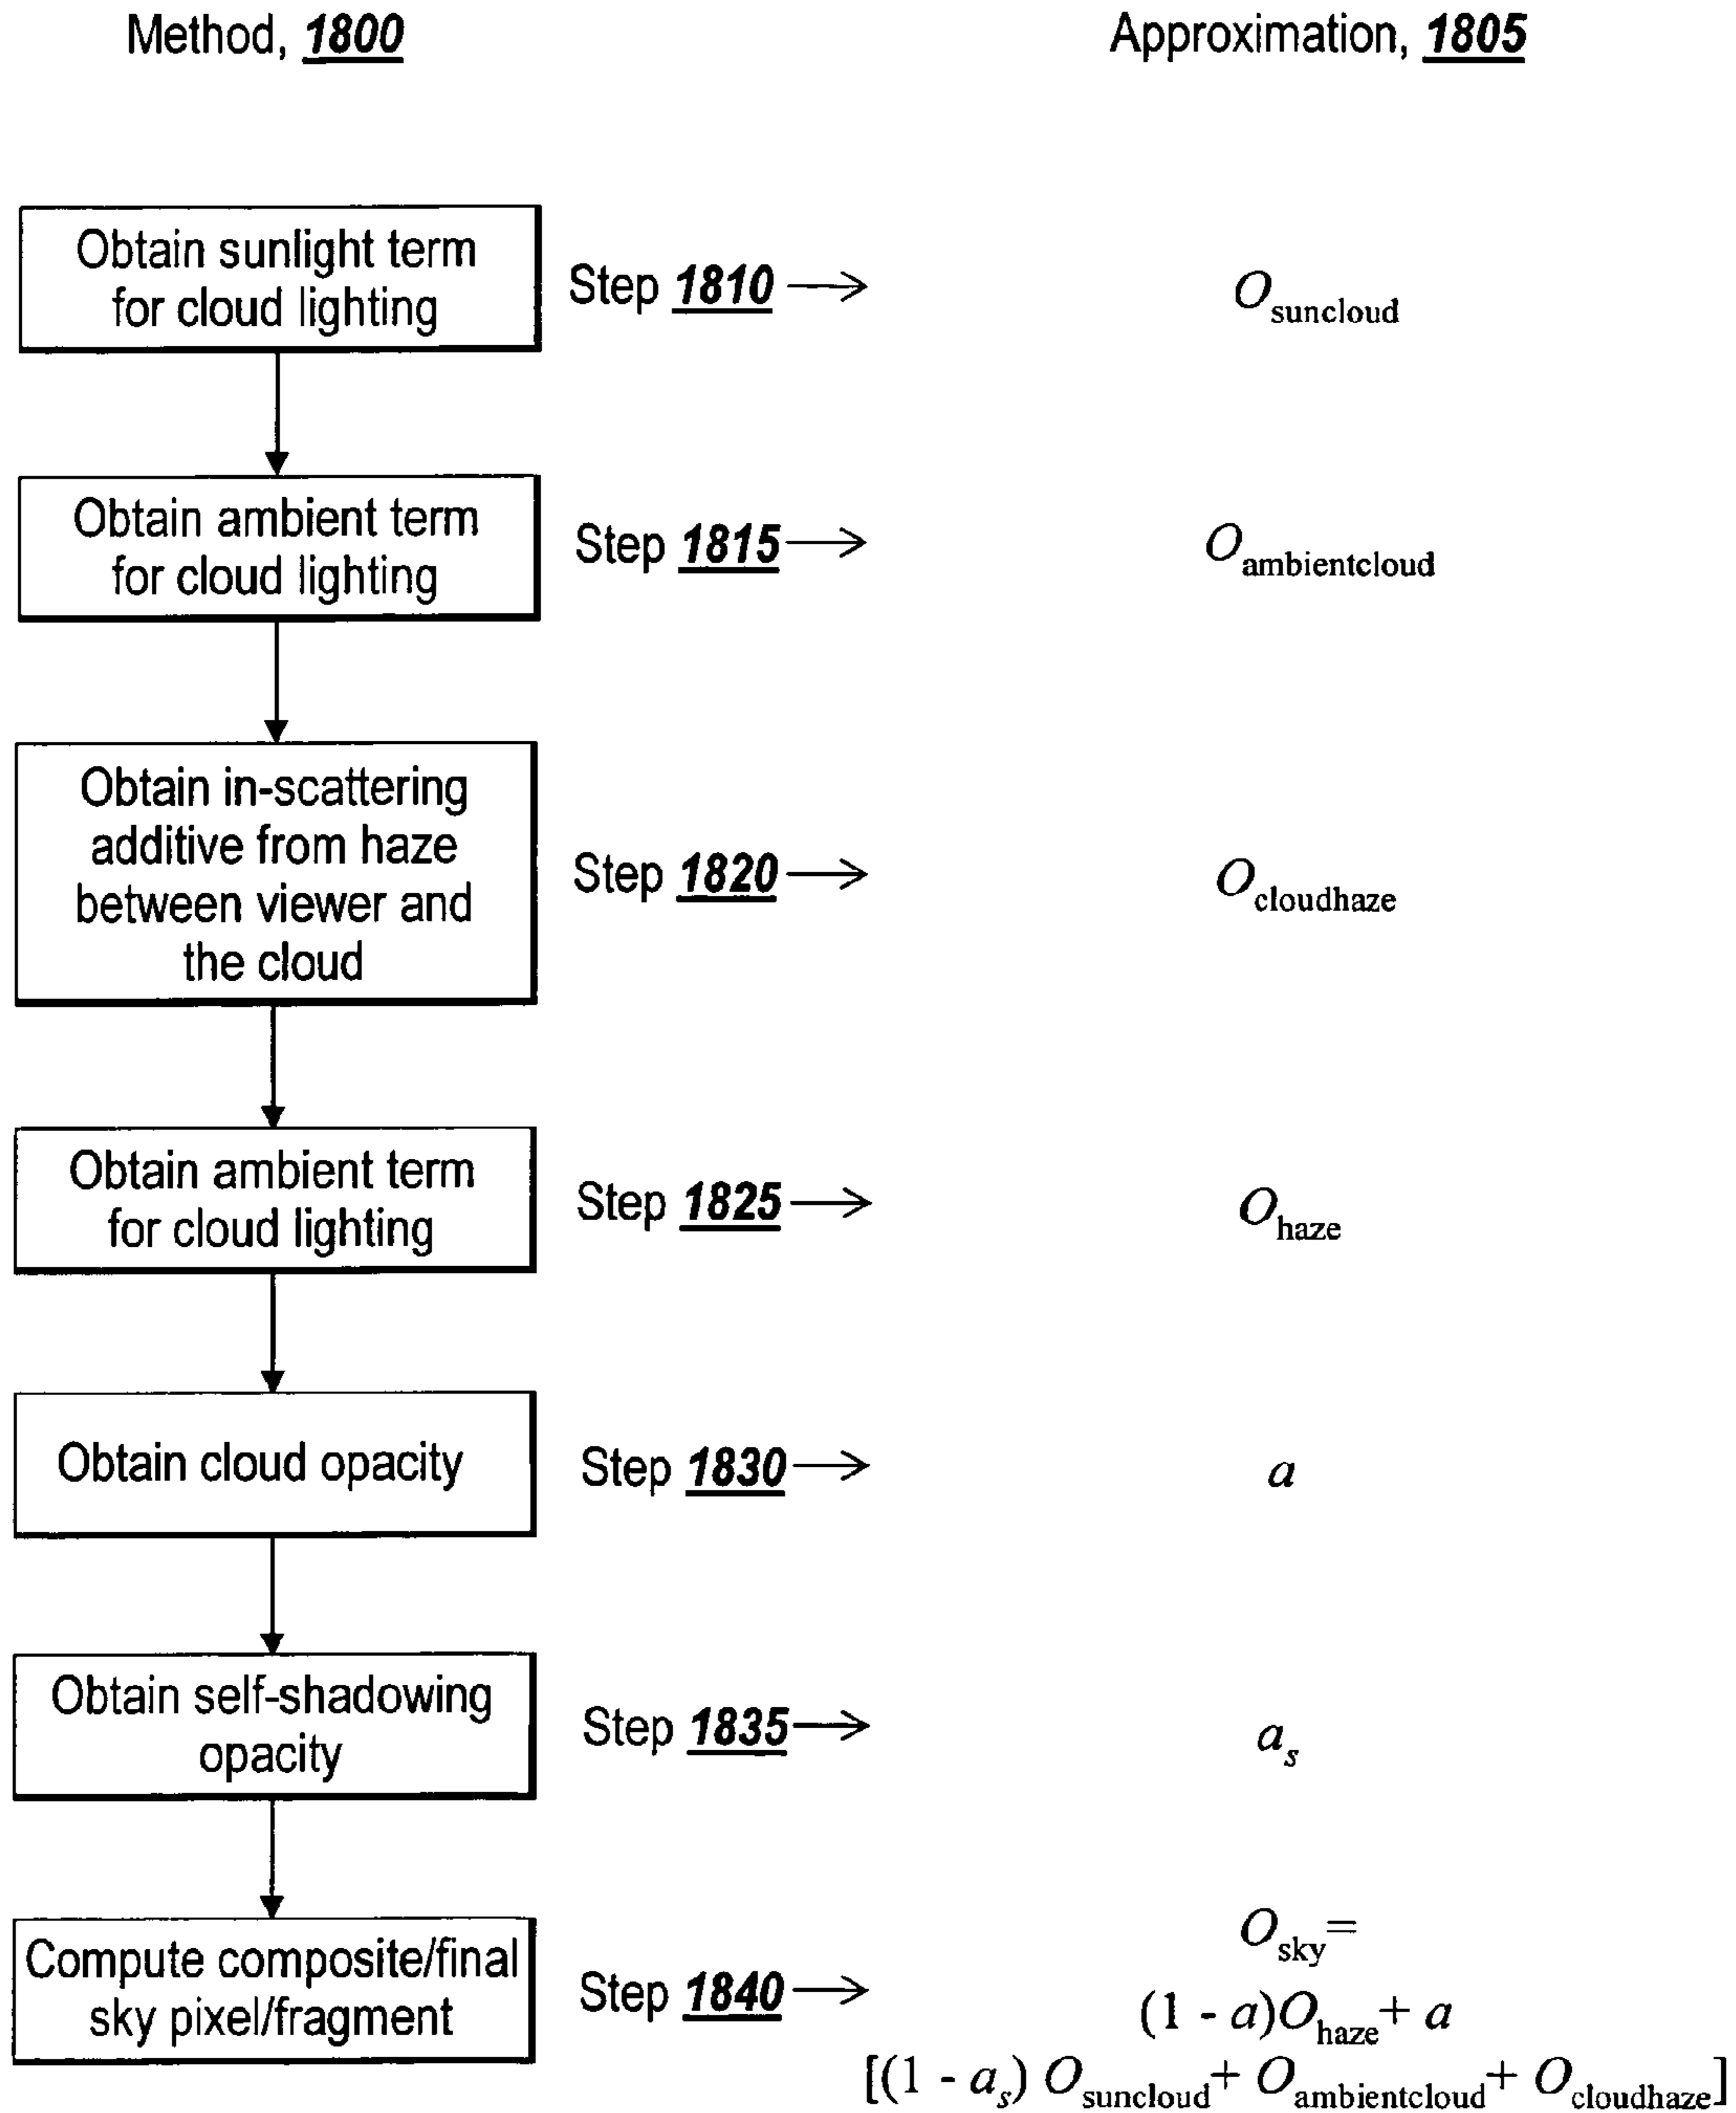 Method, 1800
Approximation, 1805
Obtain sunlight term
for cloud lighting
Step 1810 →
O_suncloud
Obtain ambient term
for cloud lighting
Step 1815 →
O_ambientcloud
Obtain in-scattering
additive from haze
between viewer and
the cloud
Step 1820 →
O_cloudhaze
Obtain ambient term
for cloud lighting
Step 1825 →
O_haze
Obtain cloud opacity
Step 1830 →
a
Obtain self-shadowing
opacity
Step 1835 →
a_s
Compute composite/final
sky pixel/fragment
Step 1840 →
O_sky =
(1 - a)O_haze + a
[(1 - a_s) O_suncloud + O_ambientcloud + O_cloudhaze]